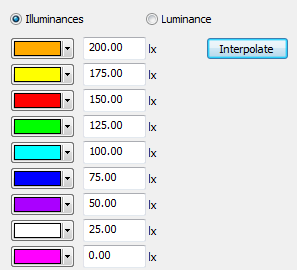 Illuminances Luminance
200.00 lx Interpolate
175.00 lx
150.00 lx
125.00 lx
100.00 lx
75.00 lx
50.00 lx
25.00 lx
0.00 lx